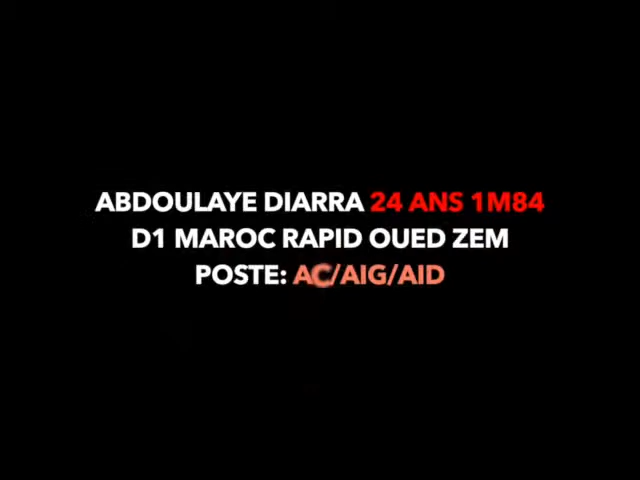 ABDOULAYE DIARRA 24 ANS 1M84
D1 MAROC RAPID OUED ZEM
POSTE: AC/AIG/AID